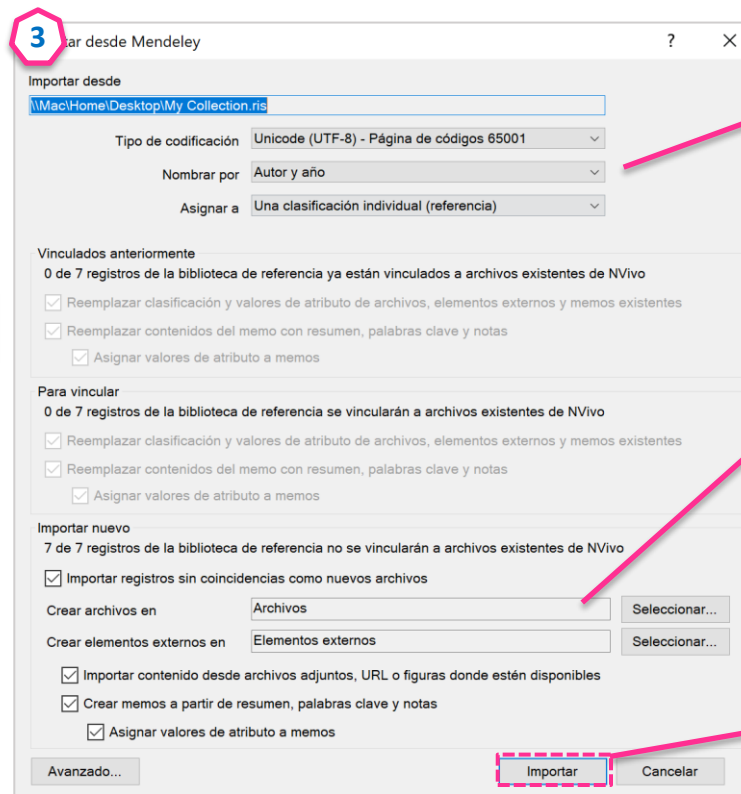 3
tar desde Mendeley
?
Importar desde
\\Mac\Home\Desktop\My Collection.ris
Tipo de codificación Unicode (UTF-8) - Página de códigos 65001
Nombrar por Autor y año
Asignar a Una clasificación individual (referencia)
Vinculados anteriormente
0 de 7 registros de la biblioteca de referencia ya están vinculados a archivos existentes de NVivo
Reemplazar clasificación y valores de atributo de archivos, elementos externos y memos existentes
Reemplazar contenidos del memo con resumen, palabras clave y notas
Asignar valores de atributo a memos
Para vincular
0 de 7 registros de la biblioteca de referencia se vincularán a archivos existentes de NVivo
Reemplazar clasificación y valores de atributo de archivos, elementos externos y memos existentes
Reemplazar contenidos del memo con resumen, palabras clave y notas
Asignar valores de atributo a memos
Importar nuevo
7 de 7 registros de la biblioteca de referencia no se vincularán a archivos existentes de NVivo
Importar registros sin coincidencias como nuevos archivos
Crear archivos en Archivos Seleccionar...
Crear elementos externos en Elementos externos Seleccionar...
Importar contenido desde archivos adjuntos, URL o figuras donde estén disponibles
Crear memos a partir de resumen, palabras clave y notas
Asignar valores de atributo a memos
Avanzado... Importar Cancelar